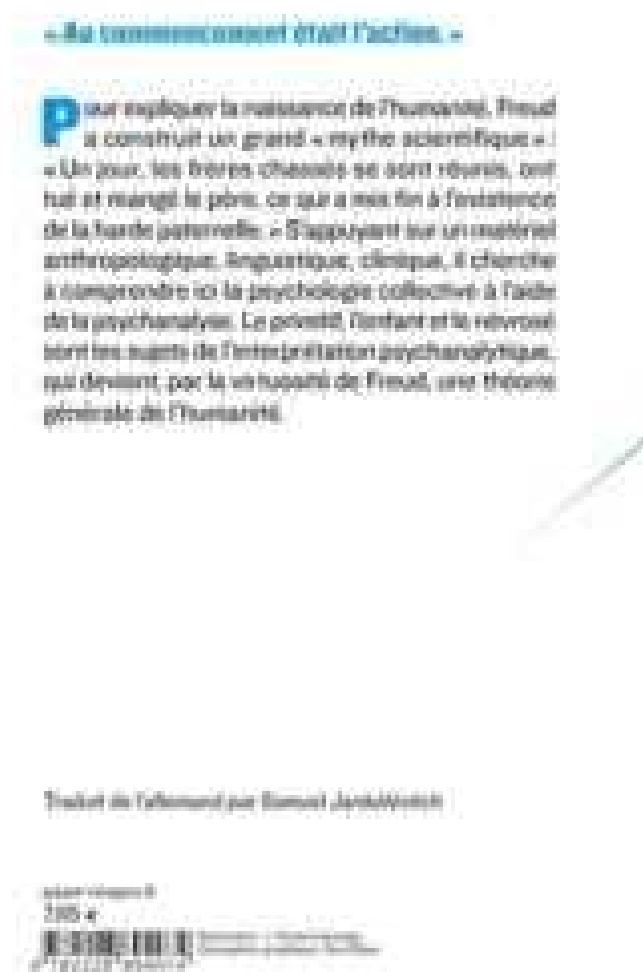 « Au commencement était l'action. »
Pour expliquer la naissance de l'humanité, Freud
a construit un grand « mythe scientifique » :
« Un jour, les frères chassés se sont réunis, ont
tué et mangé le père, ce qui a mis fin à l'existence
de la horde paternelle. » S'appuyant sur un matériel
anthropologique, linguistique, clinique, il cherche
à comprendre ici la psychologie collective à l'aide
de la psychanalyse. Le primitif, l'enfant et le névrosé
sont les sujets de l'interprétation psychanalytique,
qui devient, par la virtuosité de Freud, une théorie
générale de l'humanité.
Traduit de l'allemand par Samuel Jankélévitch